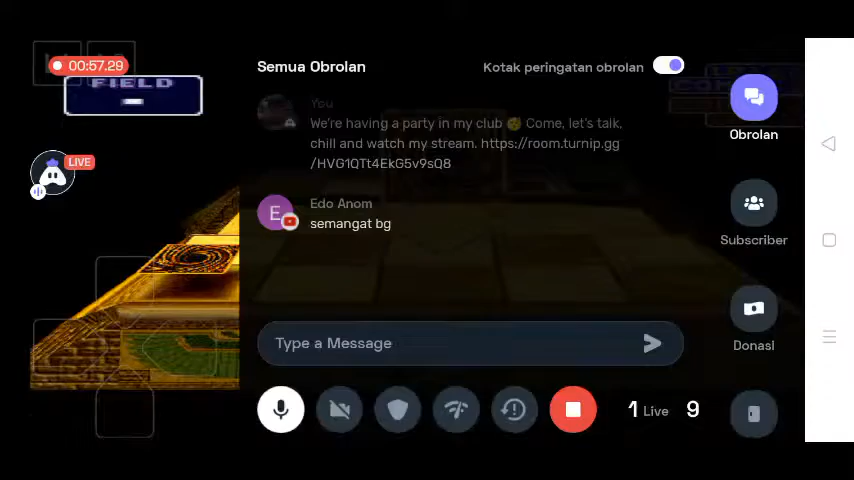 00:57.29
FIELD
LIVE
Semua Obrolan
Kotak peringatan obrolan
You
We're having a party in my club 🥳 Come, let's talk,
chill and watch my stream. https://room.turnip.gg
/HVG1QTt4EkG5v9sQ8
E
Edo Anom
semangat bg
Type a Message
1 Live 9
Obrolan
Subscriber
Donasi